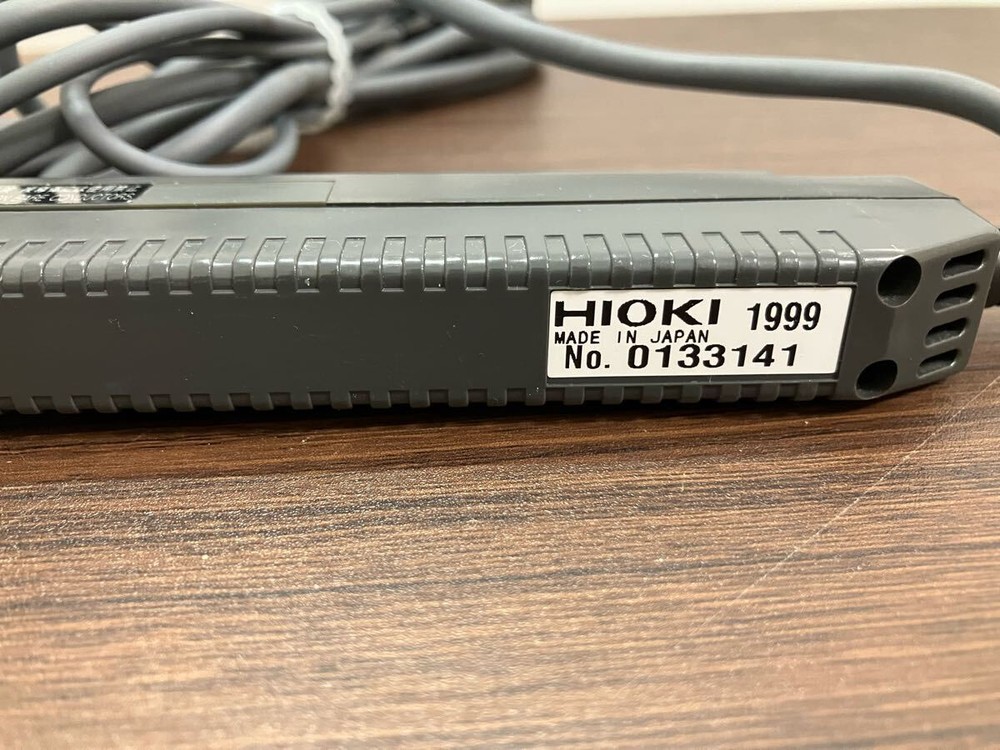 HIOKI 1999
MADE IN JAPAN
No. 0133141